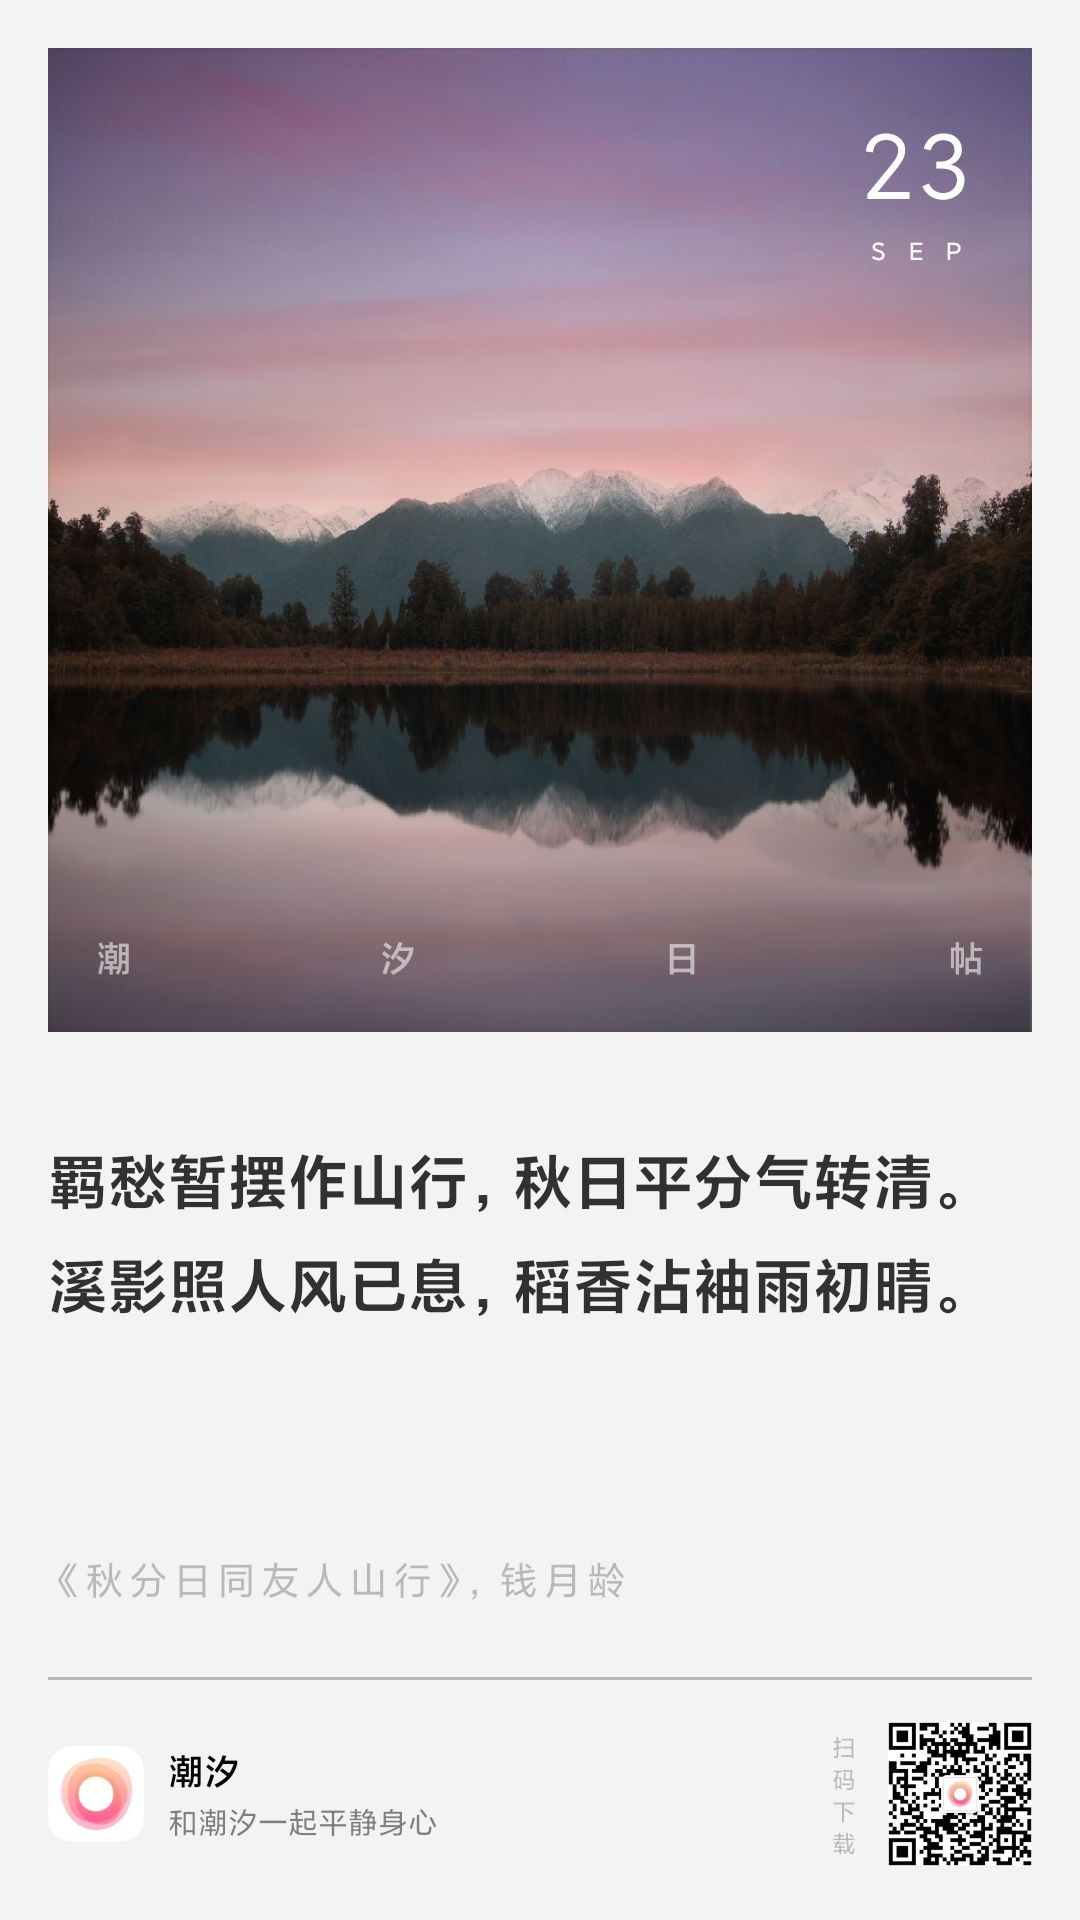 23
SEP
潮汐日帖
羁愁暂摆作山行，秋日平分气转清。
溪影照人风已息，稻香沾袖雨初晴。
《秋分日同友人山行》，钱月龄
潮汐
和潮汐一起平静身心
扫码下载